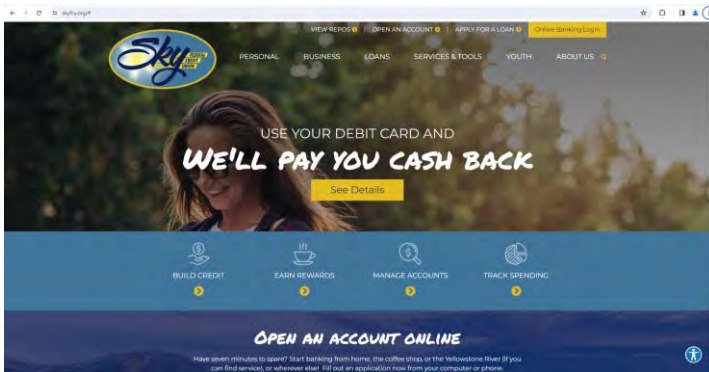 skyfcu.org/#
VIEW REPOS | OPEN AN ACCOUNT | APPLY FOR A LOAN Online Banking Login
Sky FEDERAL CREDIT UNION
PERSONAL BUSINESS LOANS SERVICES & TOOLS YOUTH ABOUT US
USE YOUR DEBIT CARD AND
WE'LL PAY YOU CASH BACK
See Details
BUILD CREDIT EARN REWARDS MANAGE ACCOUNTS TRACK SPENDING
OPEN AN ACCOUNT ONLINE
Have seven minutes to spare? Start banking from home, the coffee shop, or the Yellowstone River (if you
can find service), or wherever else! Fill out an application now from your computer or phone.